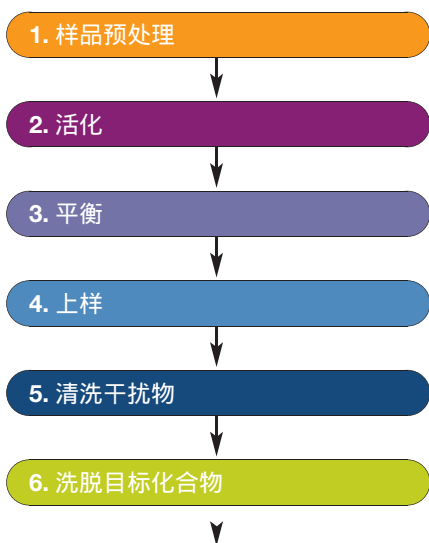 1. 样品预处理
2. 活化
3. 平衡
4. 上样
5. 清洗干扰物
6. 洗脱目标化合物